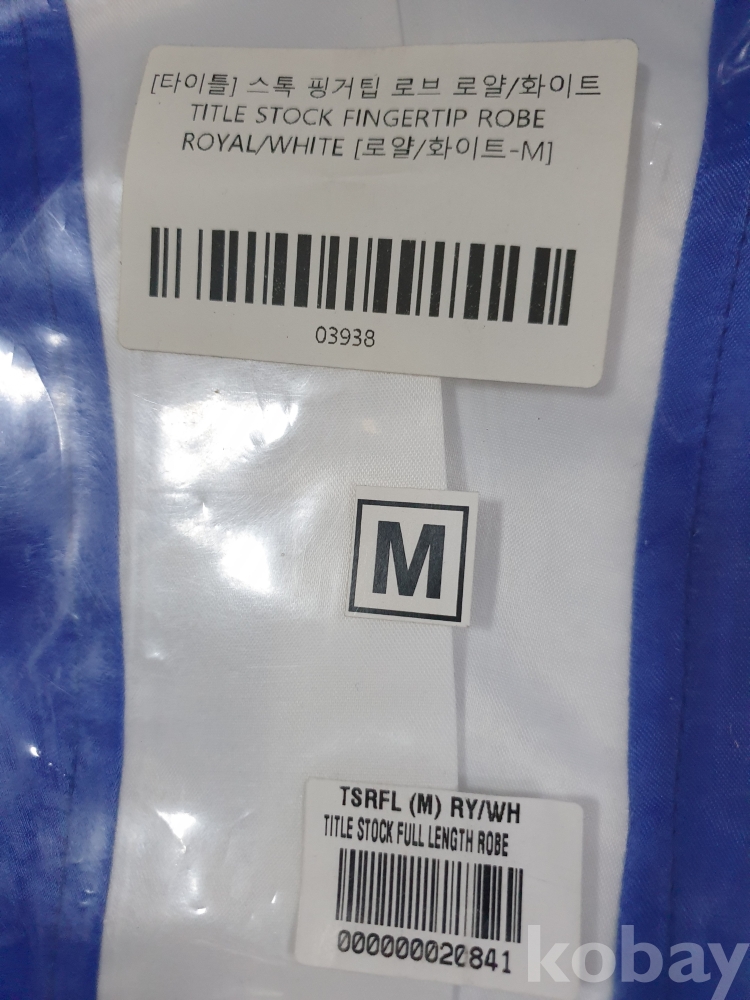 [타이틀] 스톡 핑거팁 로브 로얄/화이트
TITLE STOCK FINGERTIP ROBE
ROYAL/WHITE [로얄/화이트-M]
03938
M
TSRFL (M) RY/WH
TITLE STOCK FULL LENGTH ROBE
000000020841
kobay